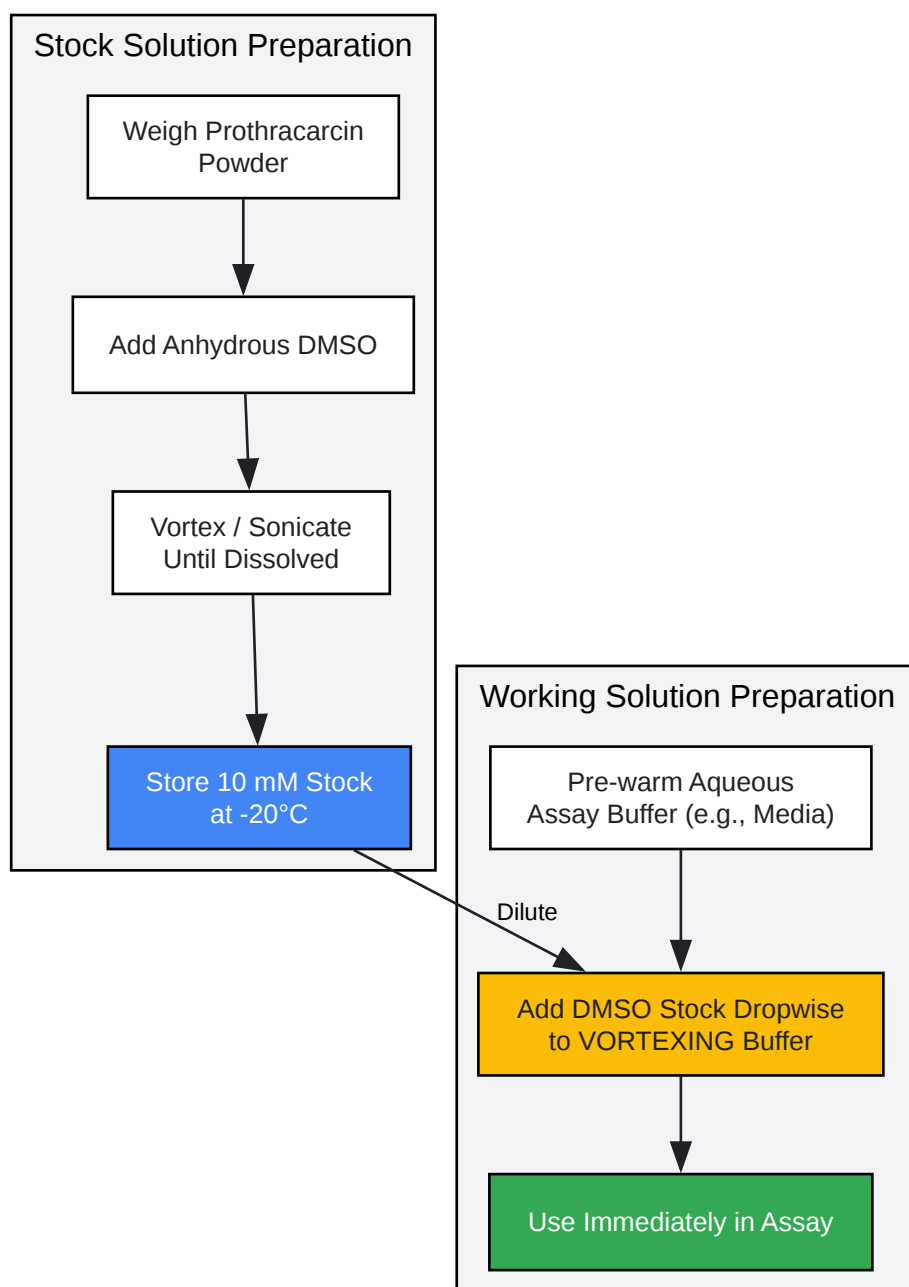 Stock Solution Preparation
Weigh Prothracarcin
Powder
Add Anhydrous DMSO
Vortex / Sonicate
Until Dissolved
Store 10 mM Stock
at -20°C
Working Solution Preparation
Pre-warm Aqueous
Assay Buffer (e.g., Media)
Dilute
Add DMSO Stock Dropwise
to VORTEXING Buffer
Use Immediately in Assay